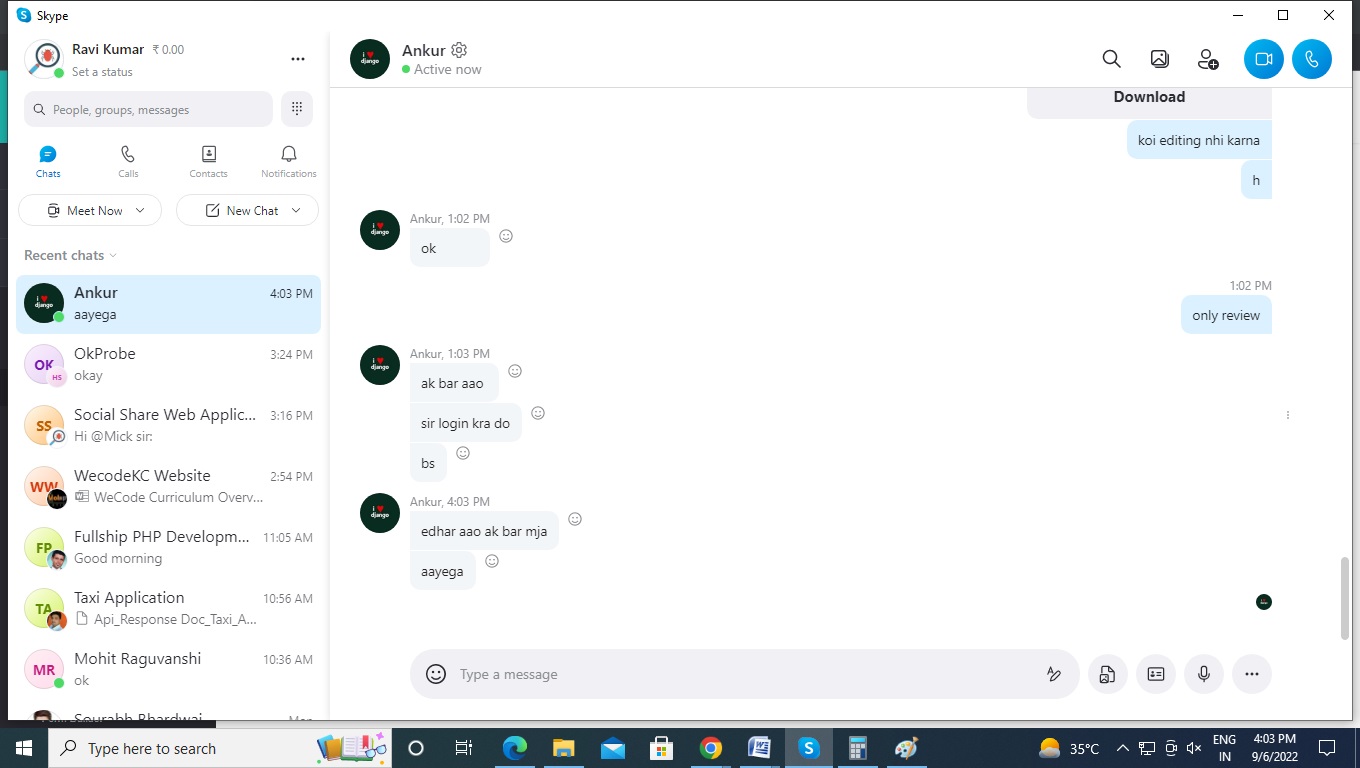 Skype
Ravi Kumar ₹ 0.00
Set a status
People, groups, messages
Chats
Calls
Contacts
Notifications
Meet Now
New Chat
Recent chats
Ankur 4:03 PM
aayega
OK
HS
OkProbe 3:24 PM
okay
SS
Social Share Web Applic... 3:16 PM
Hi @Mick sir:
WW
WecodeKC Website 2:54 PM
WeCode Curriculum Overv...
FP
Fullship PHP Developm... 11:05 AM
Good morning
TA
Taxi Application 10:56 AM
Api_Response Doc_Taxi_A...
MR
Mohit Raguvanshi 10:36 AM
ok
Sourabh Bhardwaj Mon
i ♥
django
Ankur
Active now
Download
koi editing nhi karna
h
Ankur, 1:02 PM
ok
1:02 PM
only review
Ankur, 1:03 PM
ak bar aao
sir login kra do
bs
Ankur, 4:03 PM
edhar aao ak bar mja
aayega
Type a message
Type here to search
35°C
ENG
IN
4:03 PM
9/6/2022